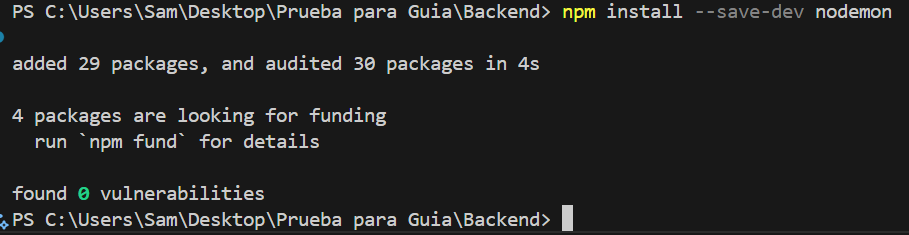 PS C:\Users\Sam\Desktop\Prueba para Guia\Backend> npm install --save-dev nodemon
added 29 packages, and audited 30 packages in 4s
4 packages are looking for funding
  run `npm fund` for details
found 0 vulnerabilities
PS C:\Users\Sam\Desktop\Prueba para Guia\Backend>